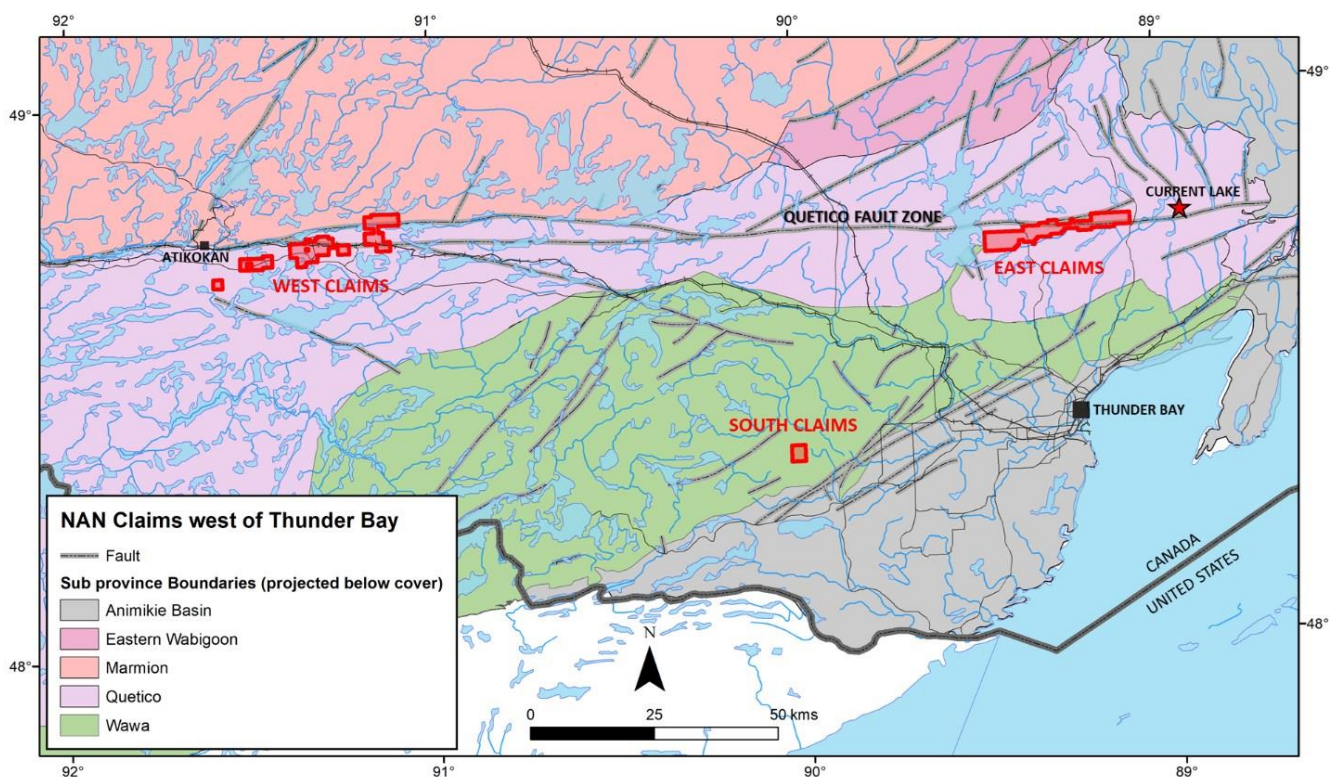 92°
91°
90°
89°
49°
49°
CURRENT LAKE
QUETICO FAULT ZONE
ATIKOKAN
WEST CLAIMS
EAST CLAIMS
THUNDER BAY
SOUTH CLAIMS
NAN Claims west of Thunder Bay
Fault
Sub province Boundaries (projected below cover)
Animikie Basin
Eastern Wabigoon
Marmion
Quetico
Wawa
CANADA
UNITED STATES
N
0 25 50 kms
48°
48°
92°
91°
90°
89°